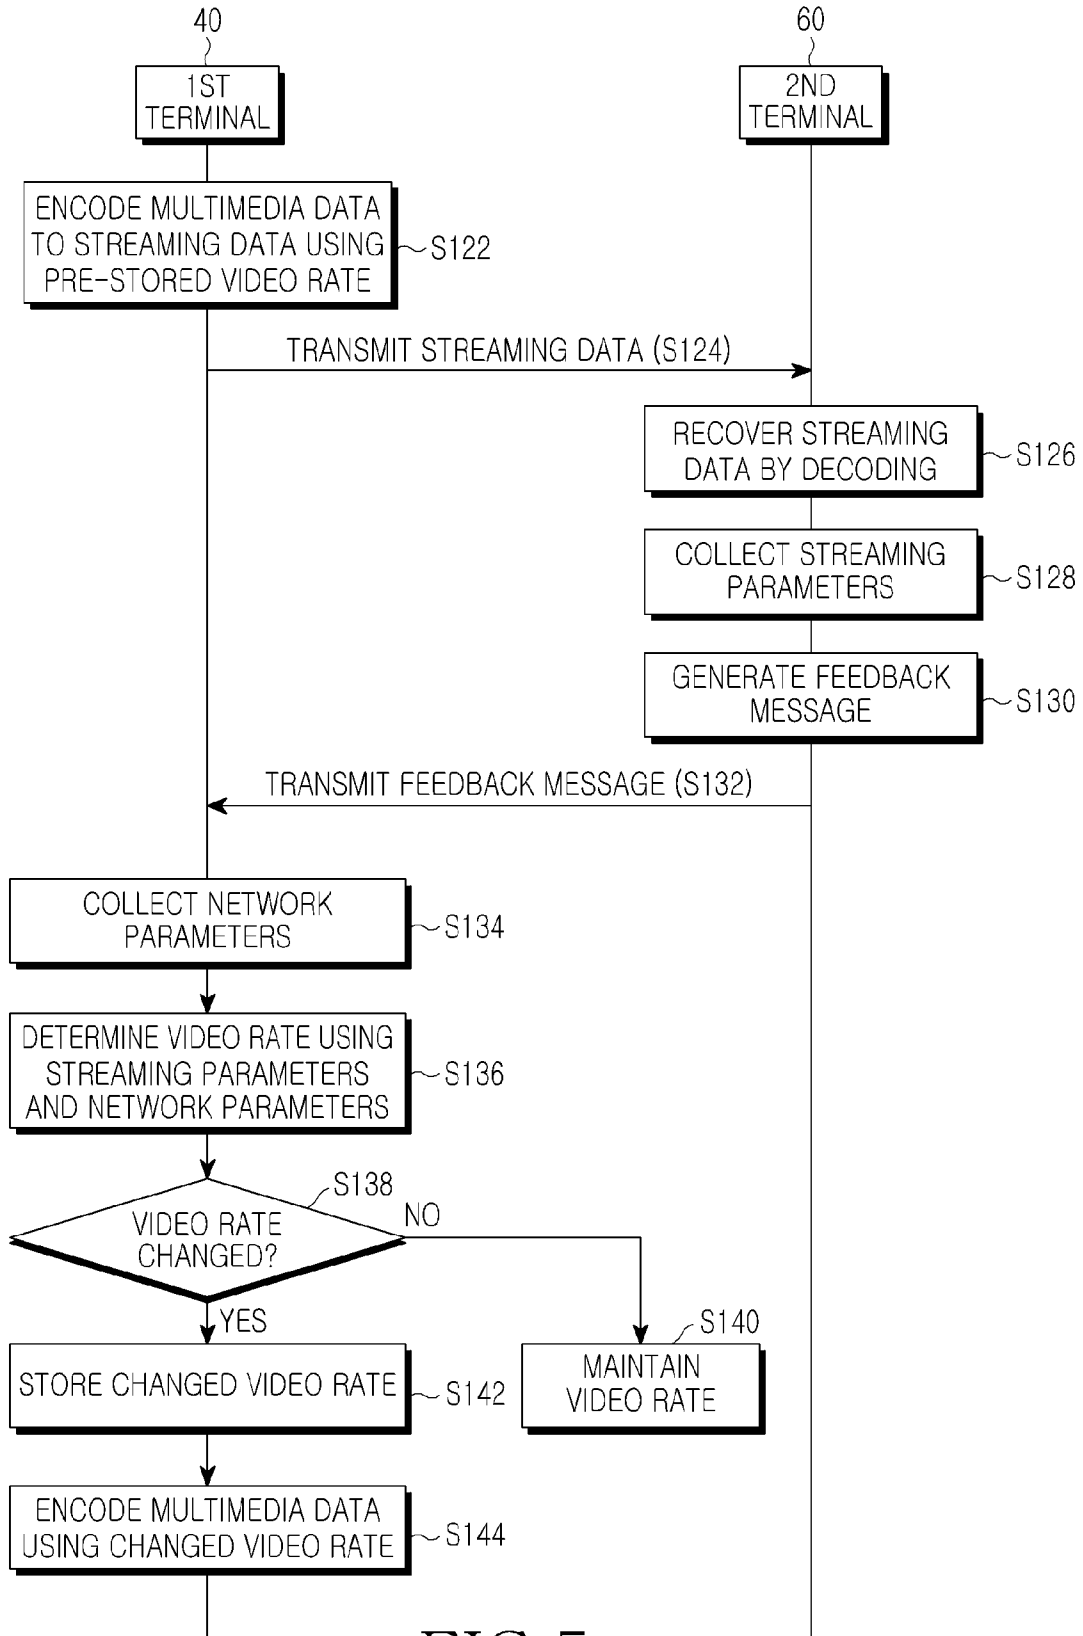 40
60
1ST
TERMINAL
2ND
TERMINAL
ENCODE MULTIMEDIA DATA
TO STREAMING DATA USING
PRE-STORED VIDEO RATE
S122
TRANSMIT STREAMING DATA (S124)
RECOVER STREAMING
DATA BY DECODING
S126
COLLECT STREAMING
PARAMETERS
S128
GENERATE FEEDBACK
MESSAGE
S130
TRANSMIT FEEDBACK MESSAGE (S132)
COLLECT NETWORK
PARAMETERS
S134
DETERMINE VIDEO RATE USING
STREAMING PARAMETERS
AND NETWORK PARAMETERS
S136
S138
VIDEO RATE
CHANGED?
NO
YES
S140
MAINTAIN
VIDEO RATE
STORE CHANGED VIDEO RATE
S142
ENCODE MULTIMEDIA DATA
USING CHANGED VIDEO RATE
S144